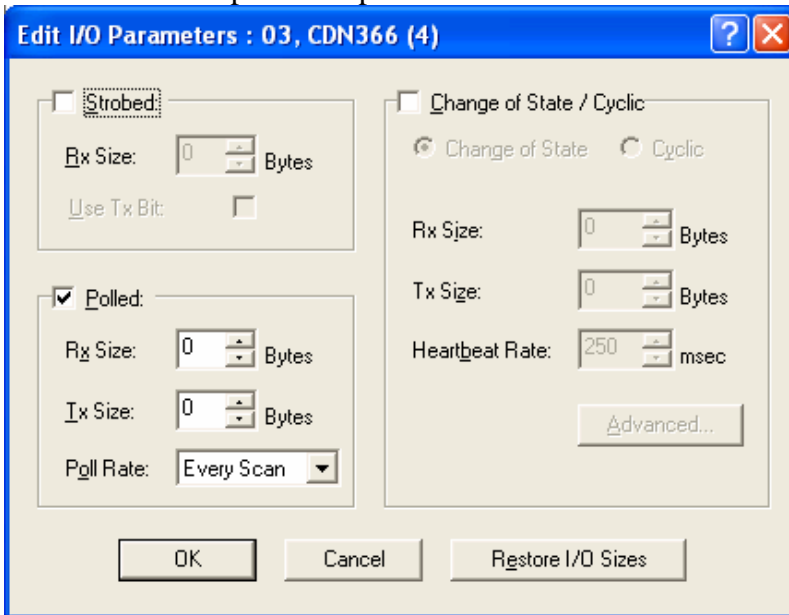 Edit I/O Parameters : 03, CDN366 (4)
Strobed:
Rx Size: 0 Bytes
Use Tx Bit:
Polled:
Rx Size: 0 Bytes
Tx Size: 0 Bytes
Poll Rate: Every Scan
Change of State / Cyclic
Change of State Cyclic
Rx Size: 0 Bytes
Tx Size: 0 Bytes
Heartbeat Rate: 250 msec
Advanced...
OK Cancel Restore I/O Sizes